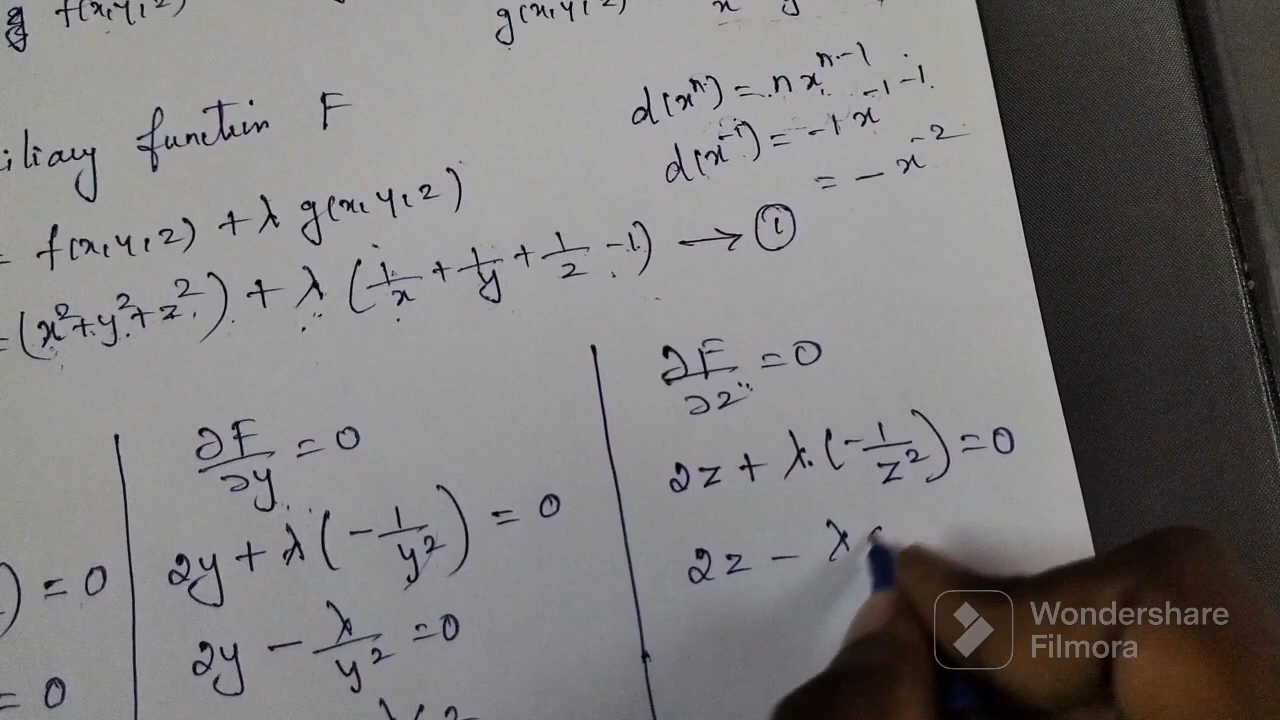 f(x,y,z) g(x,y,z) x y
d(xⁿ) = n xⁿ⁻¹
d(x⁻¹) = -1 x⁻¹⁻¹
= - x⁻²
iliary function F
= f(x,y,z) + λ g(x,y,z)
= (x²+y²+z²) + λ (1/x + 1/y + 1/z - 1) → ①
) = 0
= 0
∂F/∂y = 0
2y + λ(-1/y²) = 0
2y - λ/y² = 0
∂F/∂z = 0
2z + λ.(-1/z²) = 0
2z - λ
Wondershare
Filmora